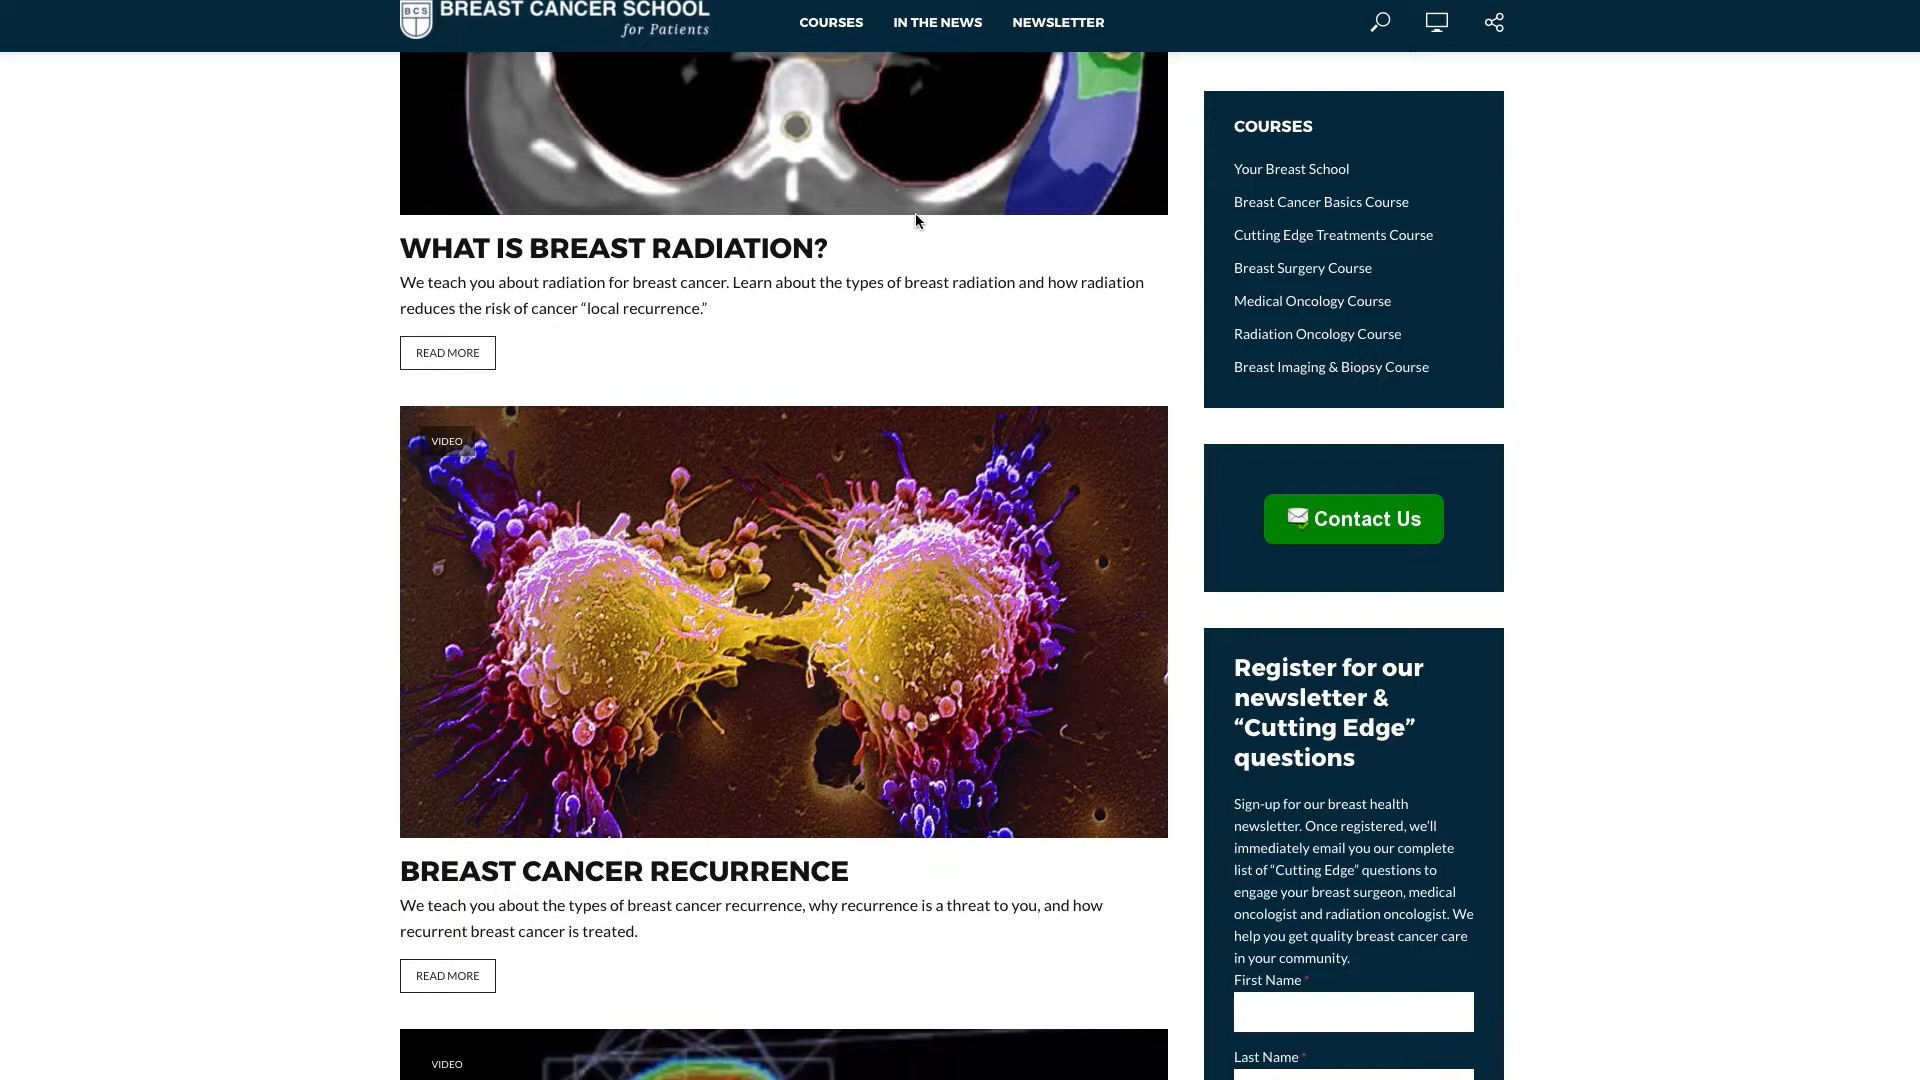 BCS
BREAST CANCER SCHOOL
for Patients
COURSES
IN THE NEWS
NEWSLETTER
WHAT IS BREAST RADIATION?
We teach you about radiation for breast cancer. Learn about the types of breast radiation and how radiation
reduces the risk of cancer “local recurrence.”
READ MORE
VIDEO
BREAST CANCER RECURRENCE
We teach you about the types of breast cancer recurrence, why recurrence is a threat to you, and how
recurrent breast cancer is treated.
READ MORE
VIDEO
COURSES
Your Breast School
Breast Cancer Basics Course
Cutting Edge Treatments Course
Breast Surgery Course
Medical Oncology Course
Radiation Oncology Course
Breast Imaging & Biopsy Course
Contact Us
Register for our
newsletter &
“Cutting Edge”
questions
Sign-up for our breast health
newsletter. Once registered, we’ll
immediately email you our complete
list of “Cutting Edge” questions to
engage your breast surgeon, medical
oncologist and radiation oncologist. We
help you get quality breast cancer care
in your community.
First Name *
Last Name *